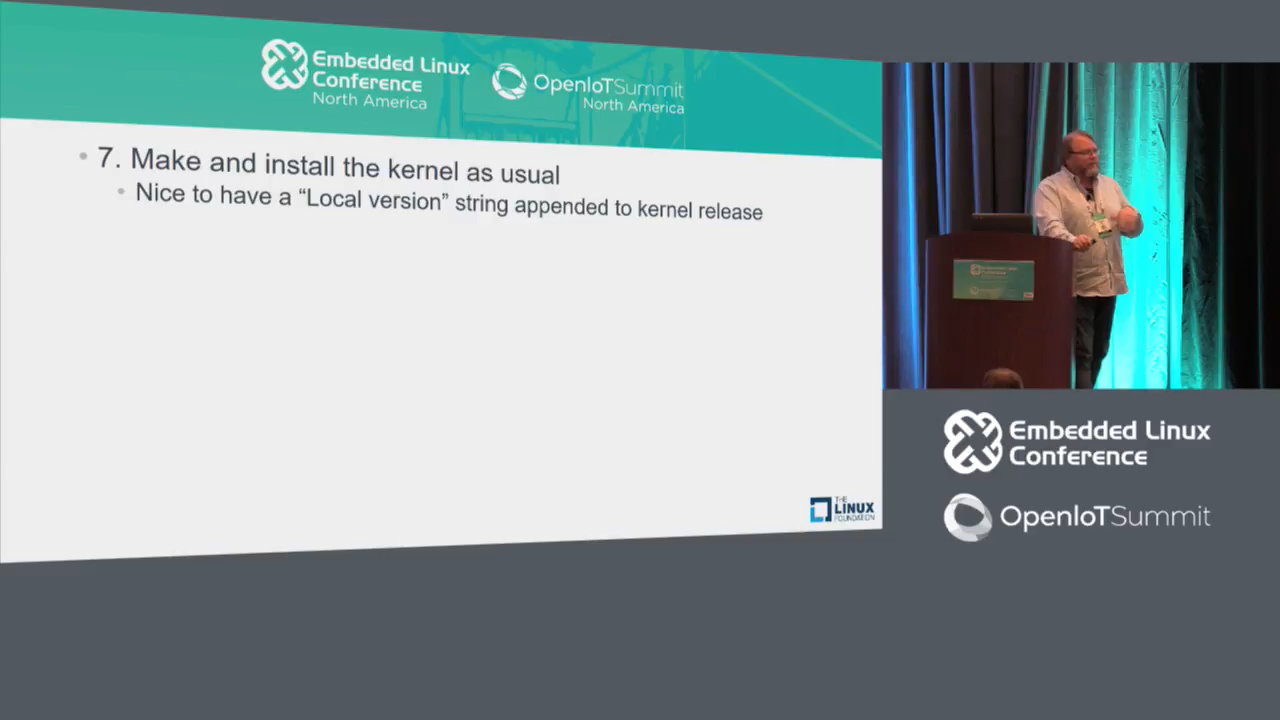 Embedded Linux
Conference
North America
OpenIoTSummit
North America
• 7. Make and install the kernel as usual
• Nice to have a “Local version” string appended to kernel release
THE
LINUX
FOUNDATION
Embedded Linux
Conference
OpenIoTSummit